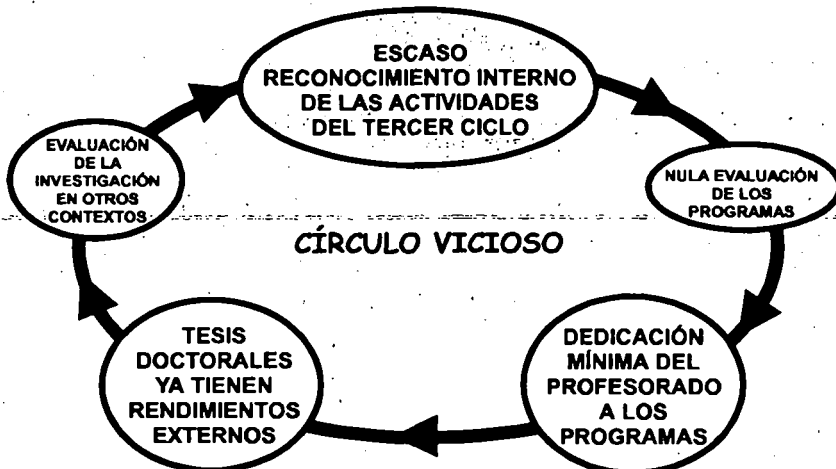 ESCASO
RECONOCIMIENTO INTERNO
DE LAS ACTIVIDADES
DEL TERCER CICLO
NULA EVALUACIÓN
DE LOS
PROGRAMAS
DEDICACIÓN
MÍNIMA DEL
PROFESORADO
A LOS
PROGRAMAS
TESIS
DOCTORALES
YA TIENEN
RENDIMIENTOS
EXTERNOS
EVALUACIÓN
DE LA
INVESTIGACIÓN
EN OTROS
CONTEXTOS
CÍRCULO VICIOSO